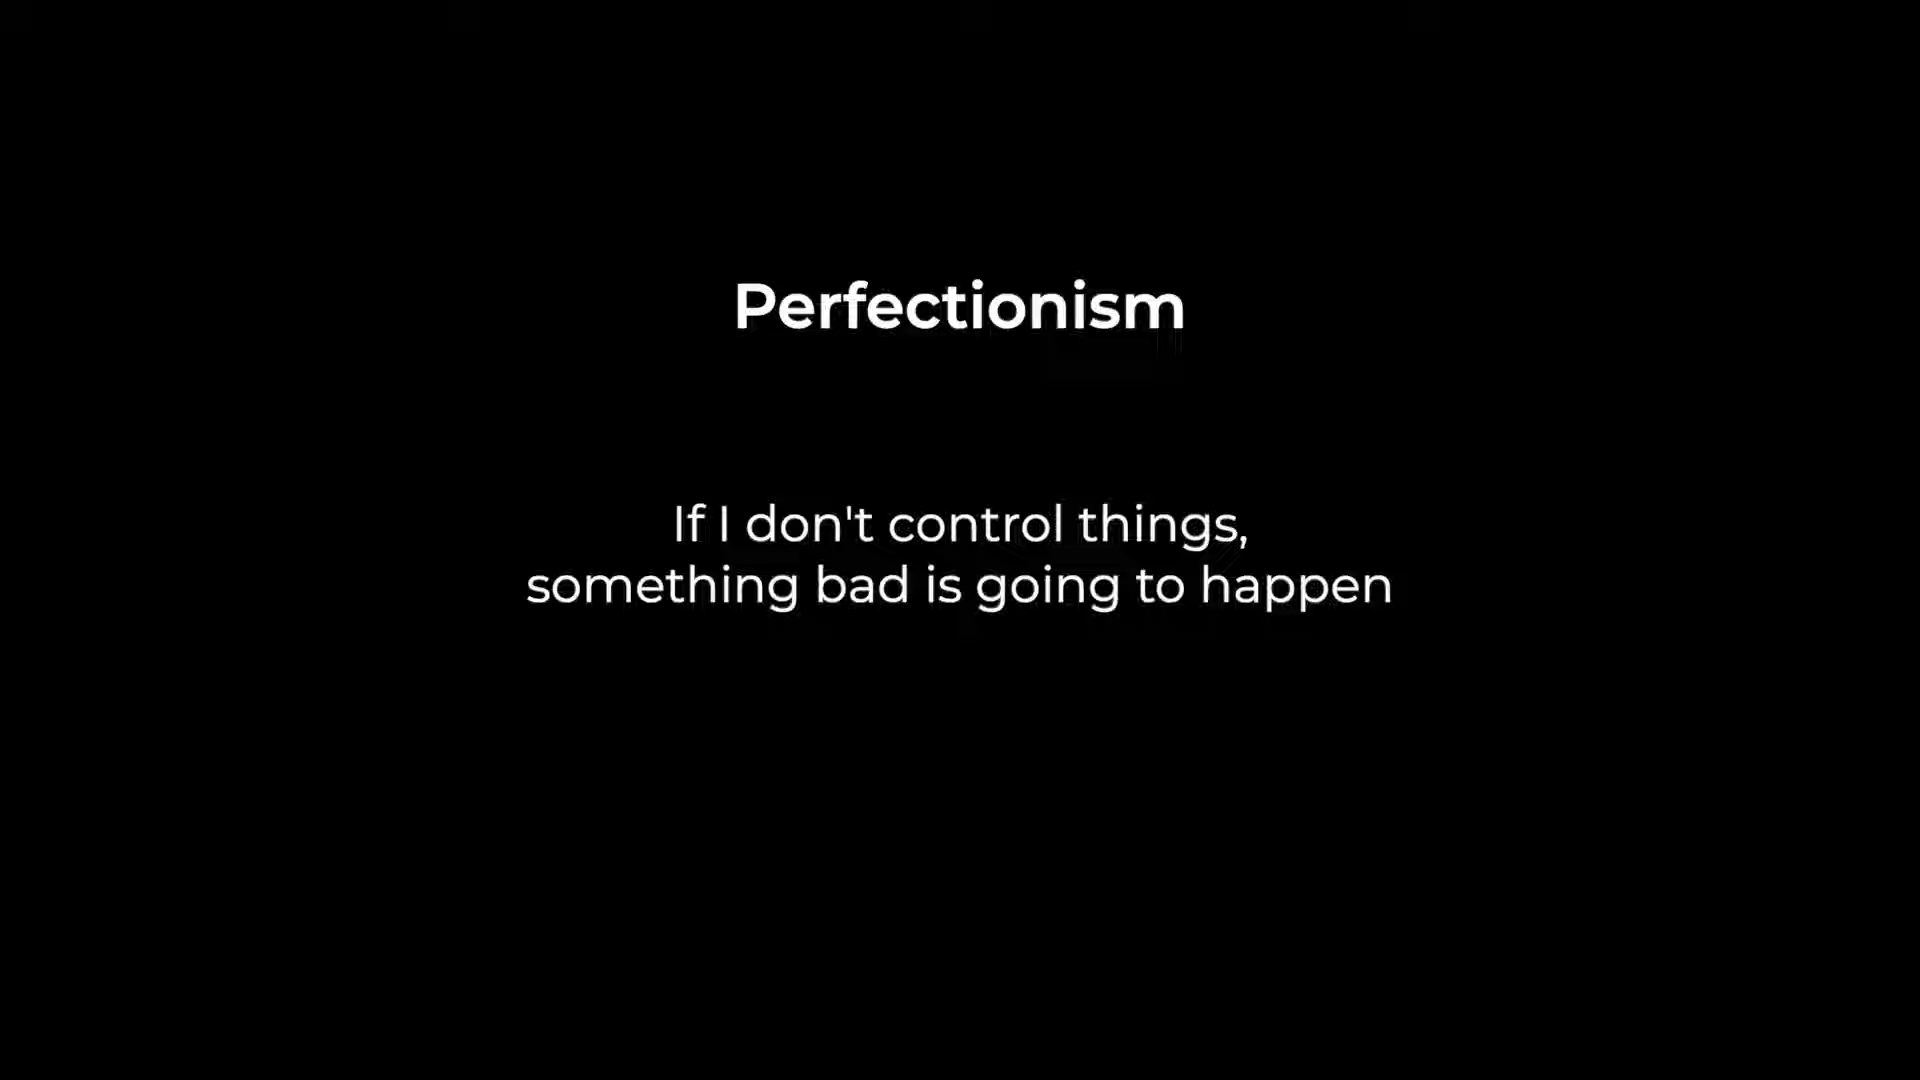 Perfectionism
If I don't control things,
something bad is going to happen